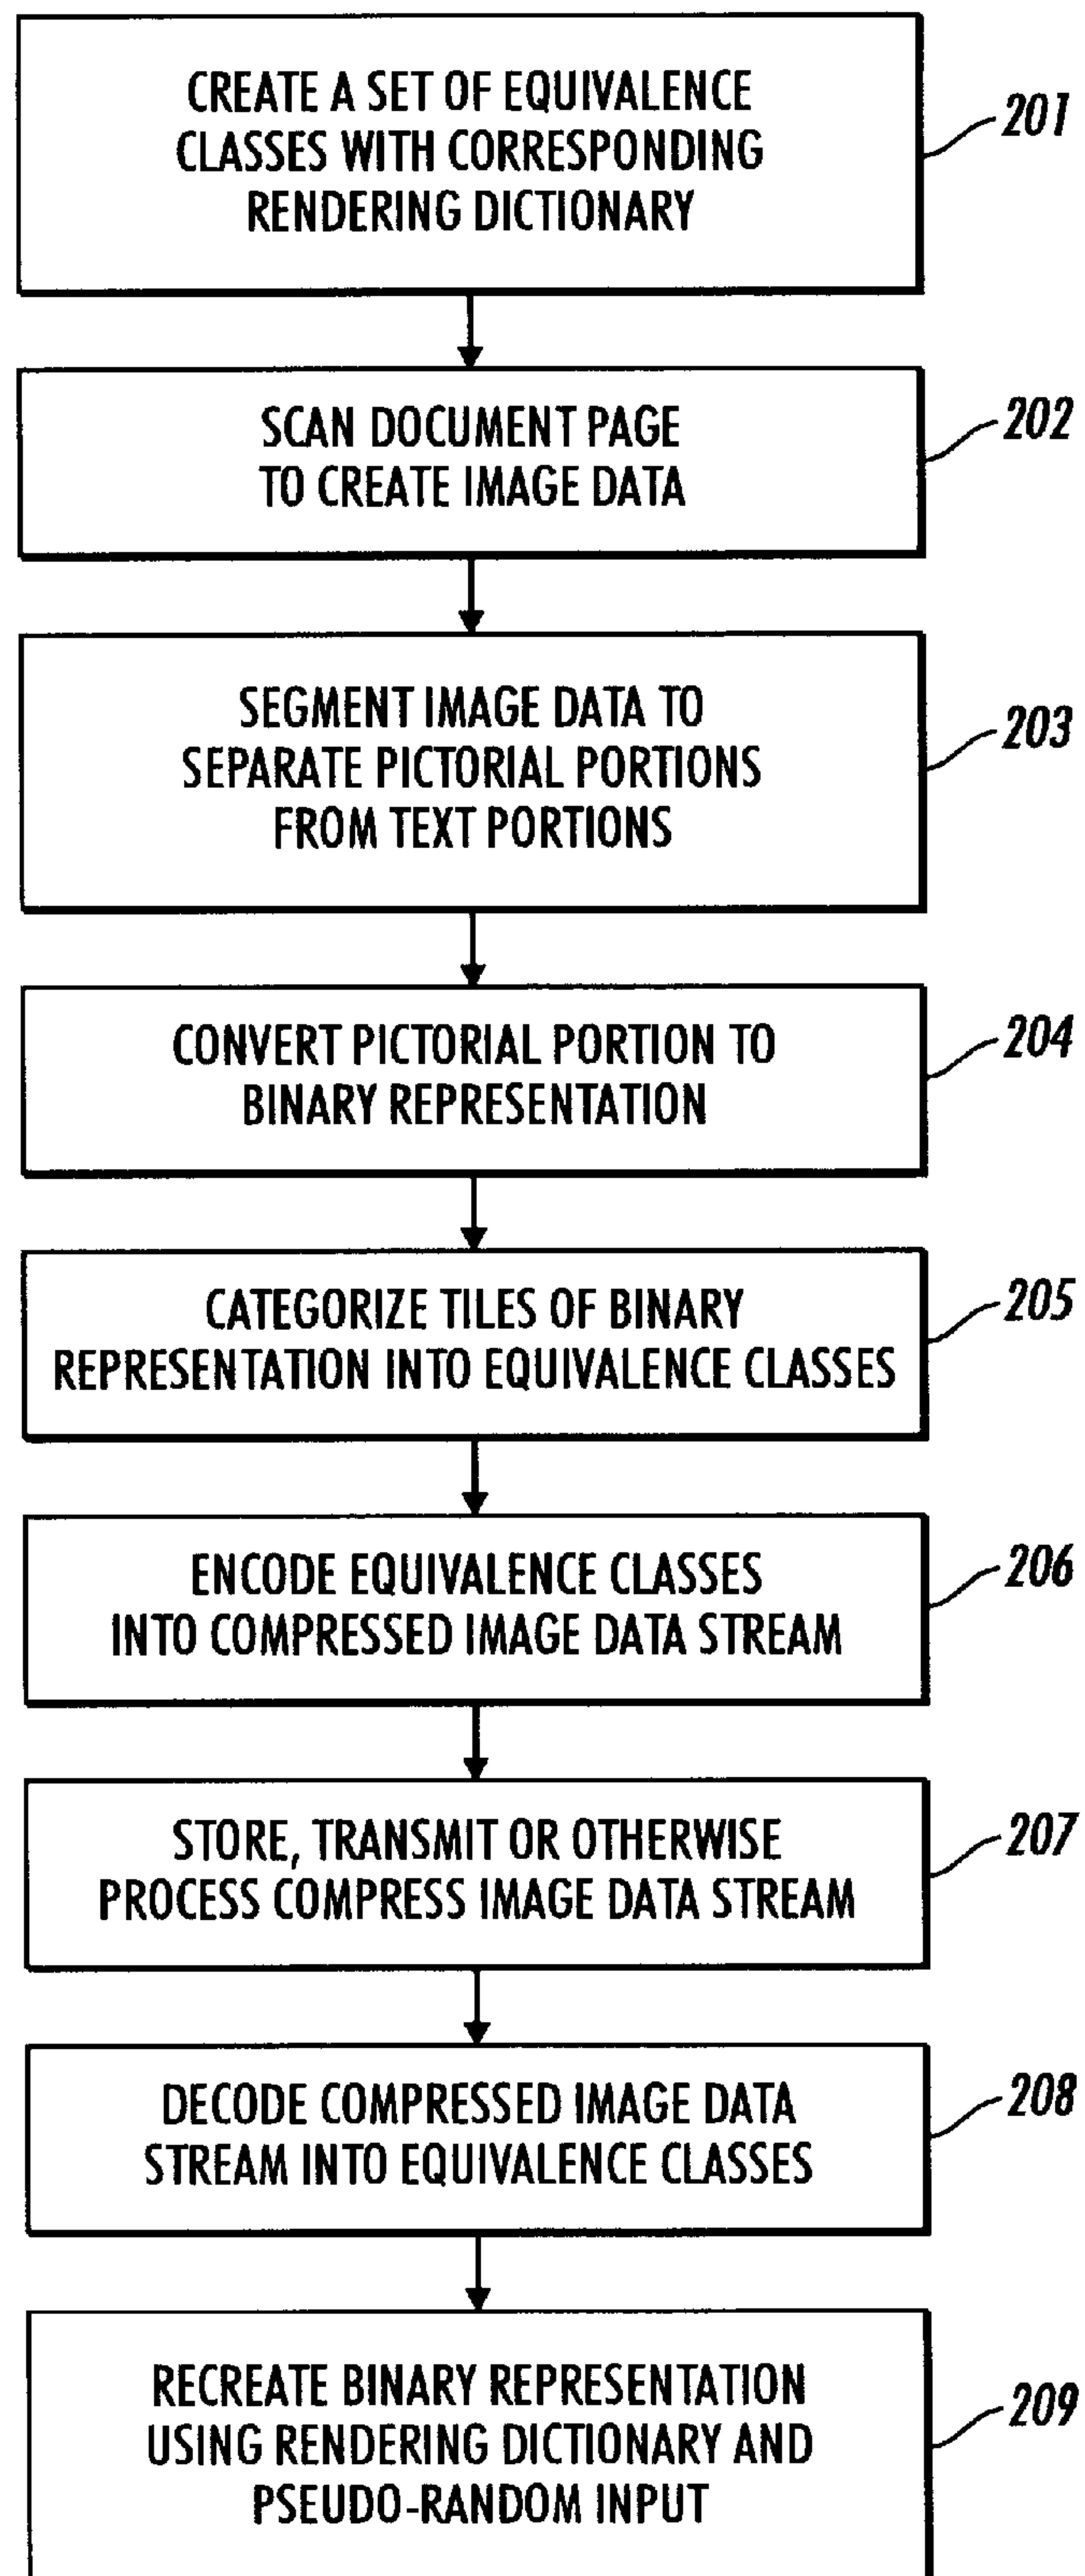 CREATE A SET OF EQUIVALENCE
CLASSES WITH CORRESPONDING
RENDERING DICTIONARY
201
SCAN DOCUMENT PAGE
TO CREATE IMAGE DATA
202
SEGMENT IMAGE DATA TO
SEPARATE PICTORIAL PORTIONS
FROM TEXT PORTIONS
203
CONVERT PICTORIAL PORTION TO
BINARY REPRESENTATION
204
CATEGORIZE TILES OF BINARY
REPRESENTATION INTO EQUIVALENCE CLASSES
205
ENCODE EQUIVALENCE CLASSES
INTO COMPRESSED IMAGE DATA STREAM
206
STORE, TRANSMIT OR OTHERWISE
PROCESS COMPRESS IMAGE DATA STREAM
207
DECODE COMPRESSED IMAGE DATA
STREAM INTO EQUIVALENCE CLASSES
208
RECREATE BINARY REPRESENTATION
USING RENDERING DICTIONARY AND
PSEUDO-RANDOM INPUT
209